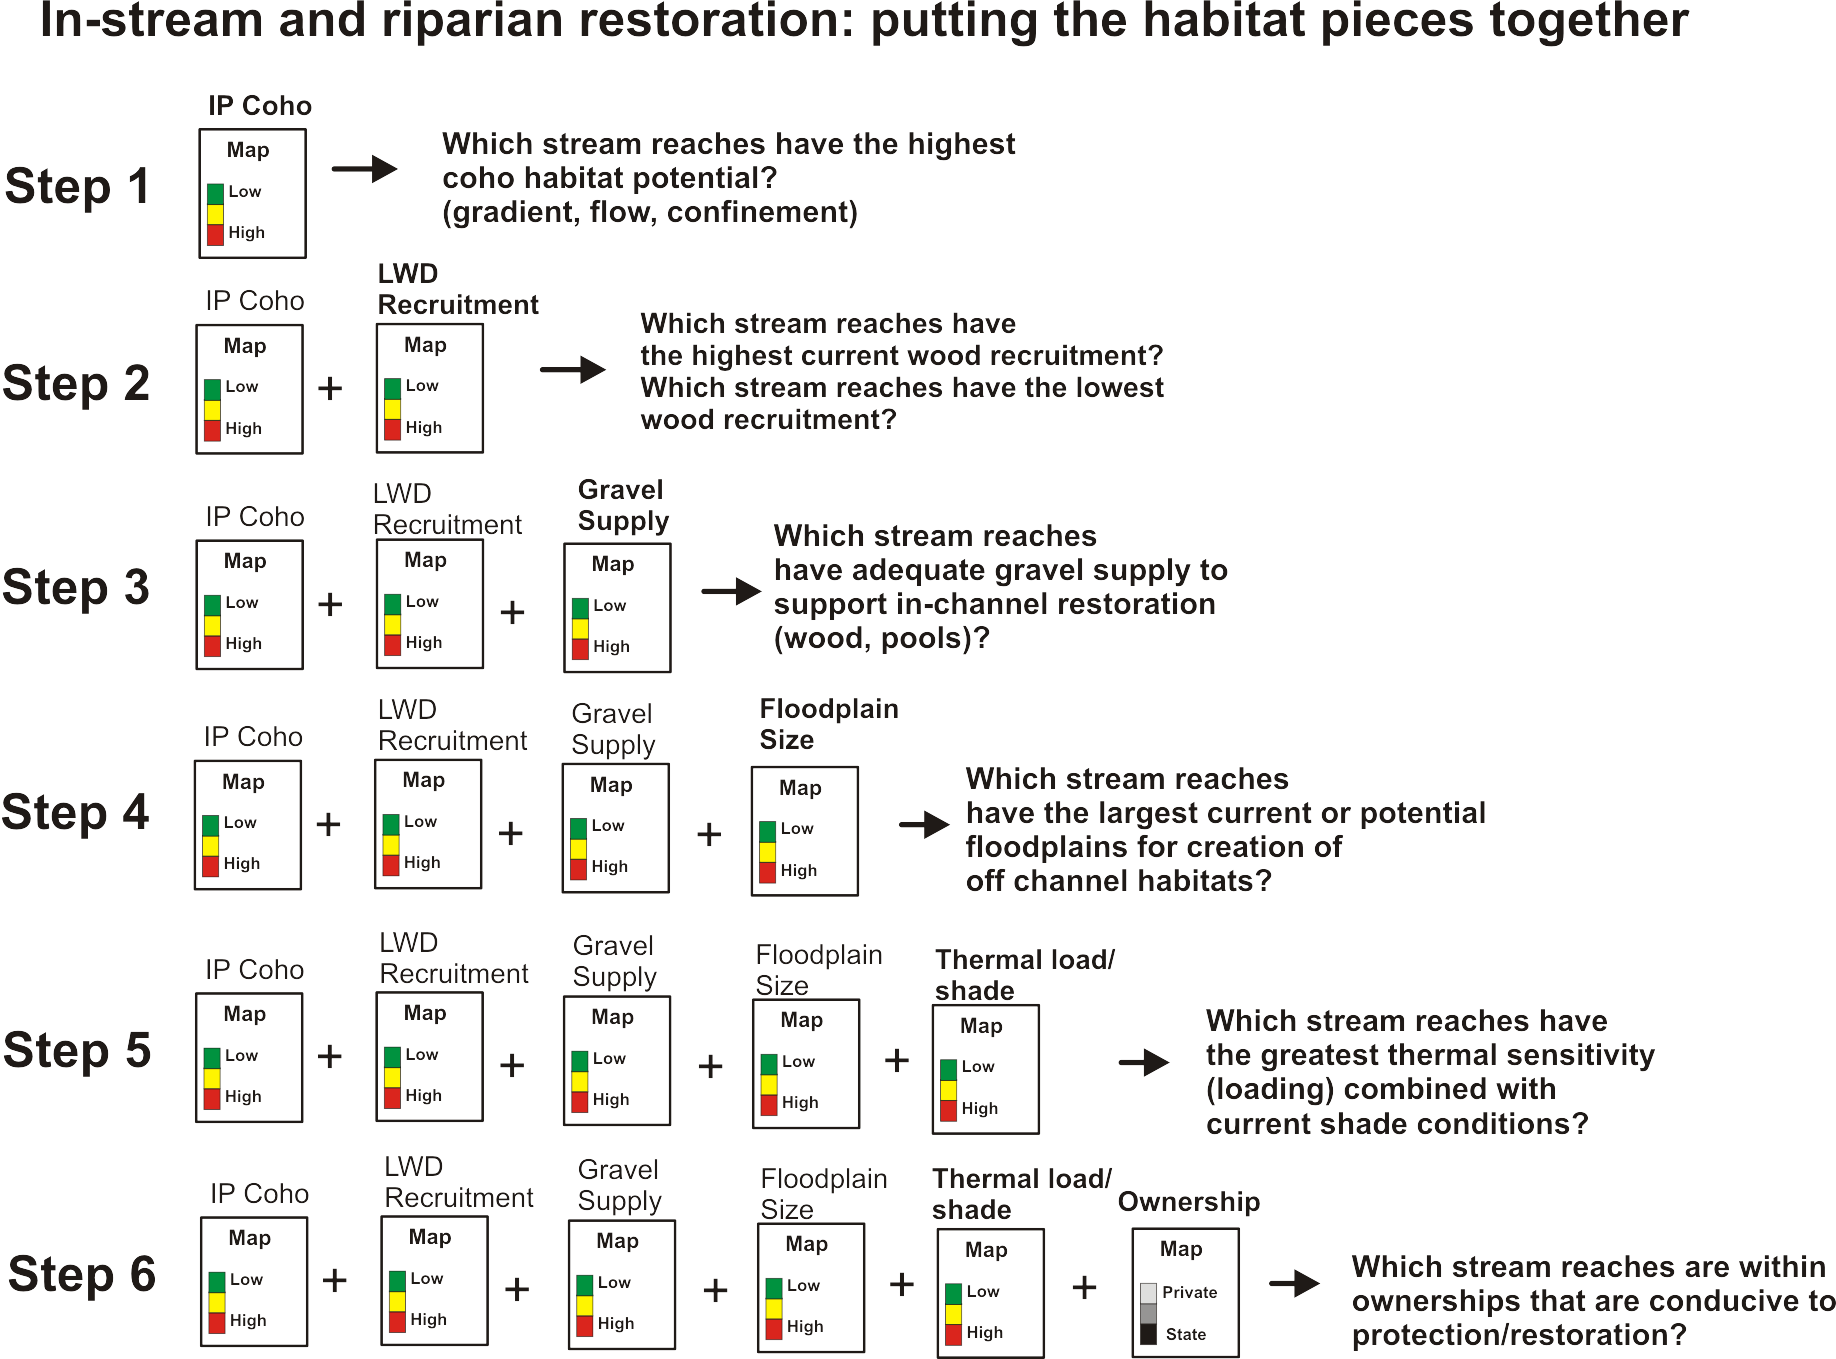 In-stream and riparian restoration: putting the habitat pieces together
IP Coho
Map
Low
High
Step 1
Which stream reaches have the highest
coho habitat potential?
(gradient, flow, confinement)
IP Coho
Map
Low
High
LWD
Recruitment
Map
Low
High
Step 2
+
Which stream reaches have
the highest current wood recruitment?
Which stream reaches have the lowest
wood recruitment?
IP Coho
Map
Low
High
LWD
Recruitment
Map
Low
High
Gravel
Supply
Map
Low
High
Step 3
+
+
Which stream reaches
have adequate gravel supply to
support in-channel restoration
(wood, pools)?
IP Coho
Map
Low
High
LWD
Recruitment
Map
Low
High
Gravel
Supply
Map
Low
High
Floodplain
Size
Map
Low
High
Step 4
+
+
+
Which stream reaches
have the largest current or potential
floodplains for creation of
off channel habitats?
IP Coho
Map
Low
High
LWD
Recruitment
Map
Low
High
Gravel
Supply
Map
Low
High
Floodplain
Size
Map
Low
High
Thermal load/
shade
Map
Low
High
Step 5
+
+
+
+
Which stream reaches have
the greatest thermal sensitivity
(loading) combined with
current shade conditions?
IP Coho
Map
Low
High
LWD
Recruitment
Map
Low
High
Gravel
Supply
Map
Low
High
Floodplain
Size
Map
Low
High
Thermal load/
shade
Map
Low
High
Ownership
Map
Private
State
Step 6
+
+
+
+
+
Which stream reaches are within
ownerships that are conducive to
protection/restoration?